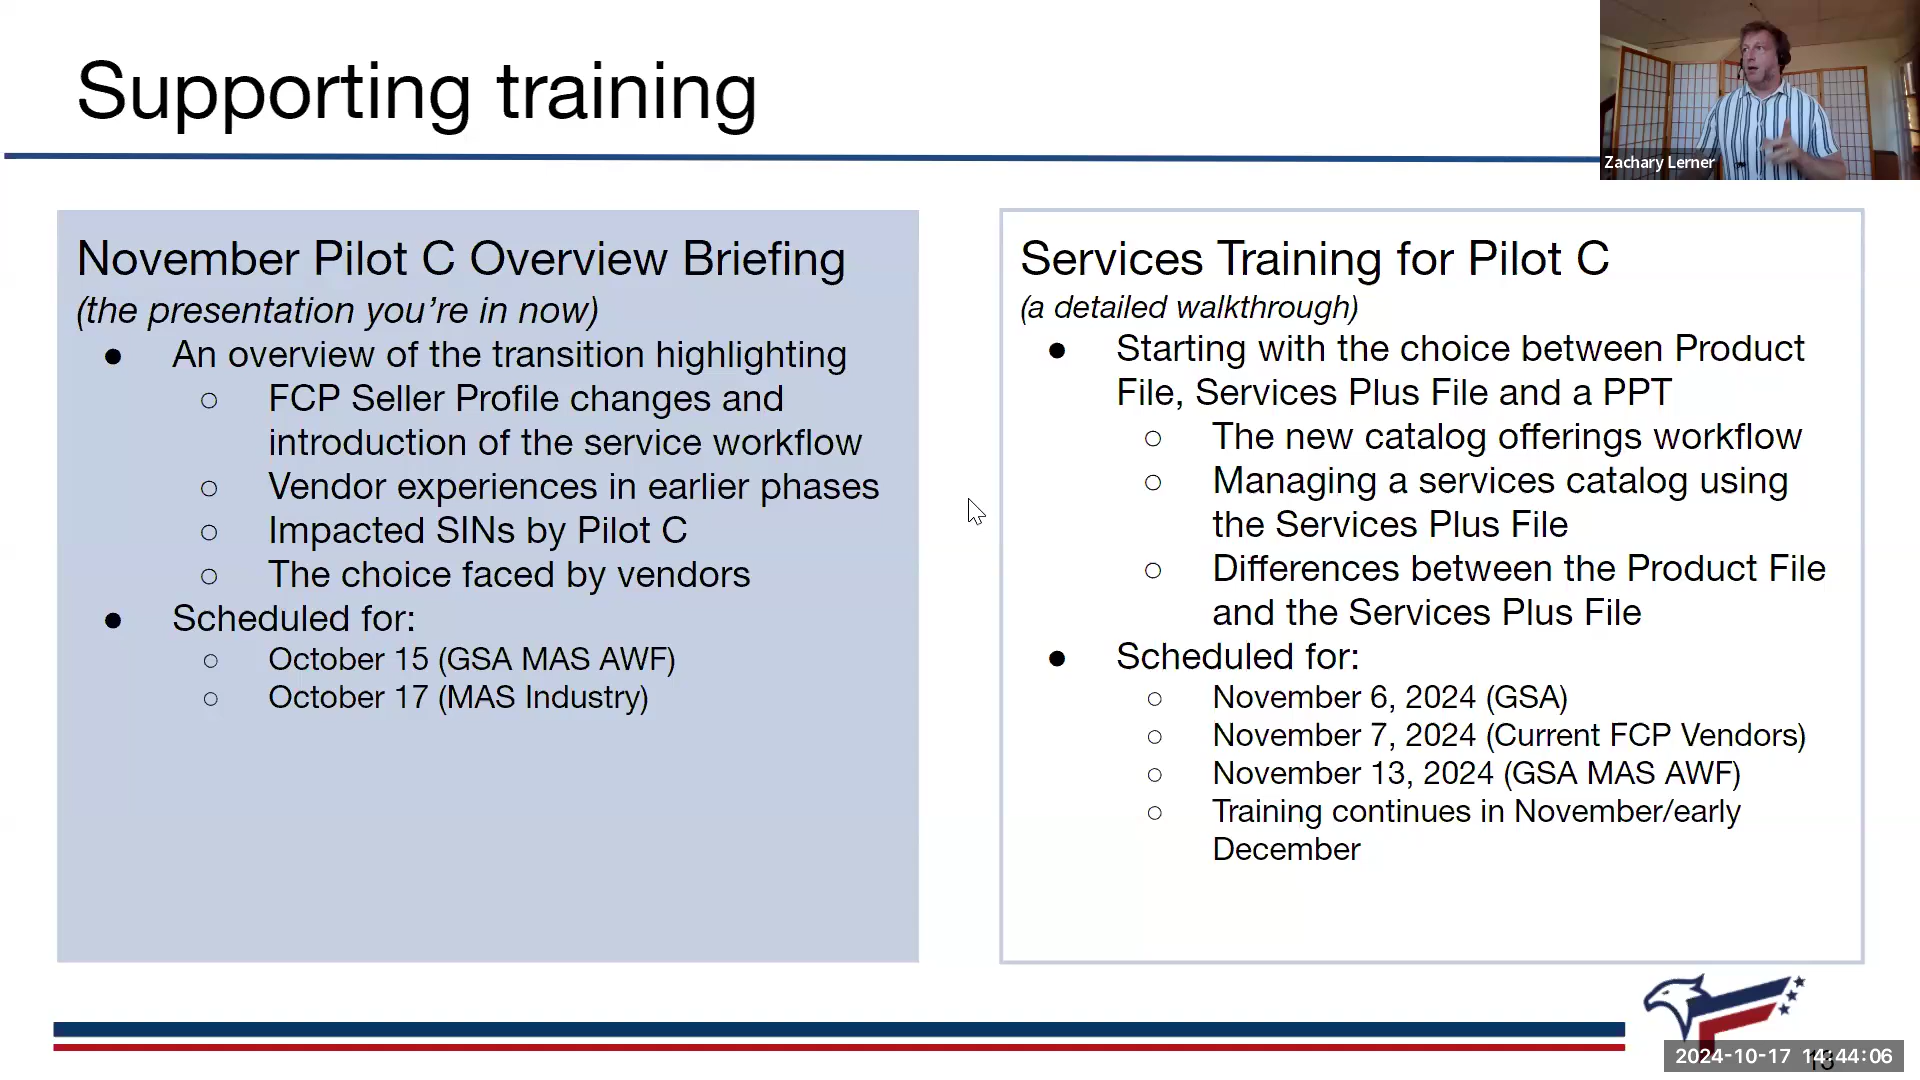 Supporting training
Zachary Lerner
November Pilot C Overview Briefing
(the presentation you're in now)
● An overview of the transition highlighting
○ FCP Seller Profile changes and
introduction of the service workflow
○ Vendor experiences in earlier phases
○ Impacted SINs by Pilot C
○ The choice faced by vendors
● Scheduled for:
○ October 15 (GSA MAS AWF)
○ October 17 (MAS Industry)
Services Training for Pilot C
(a detailed walkthrough)
● Starting with the choice between Product
File, Services Plus File and a PPT
○ The new catalog offerings workflow
○ Managing a services catalog using
the Services Plus File
○ Differences between the Product File
and the Services Plus File
● Scheduled for:
○ November 6, 2024 (GSA)
○ November 7, 2024 (Current FCP Vendors)
○ November 13, 2024 (GSA MAS AWF)
○ Training continues in November/early
December
2024-10-17 14:44:06
13